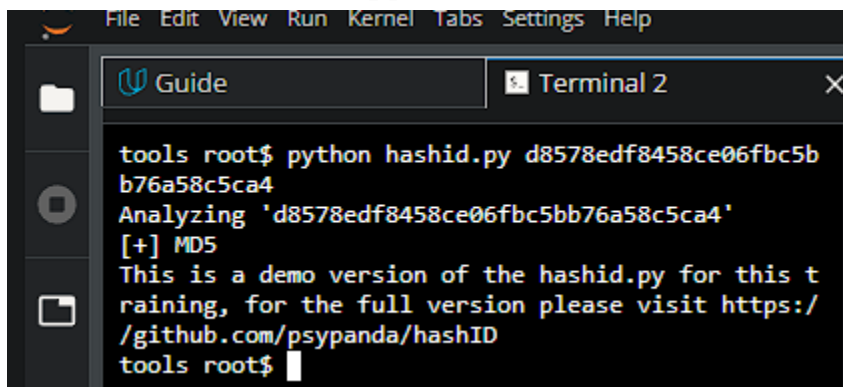 File Edit View Run Kernel Tabs Settings Help
Guide
Terminal 2
tools root$ python hashid.py d8578edf8458ce06fbc5b
b76a58c5ca4
Analyzing 'd8578edf8458ce06fbc5bb76a58c5ca4'
[+] MD5
This is a demo version of the hashid.py for this t
raining, for the full version please visit https:/
/github.com/psypanda/hashID
tools root$